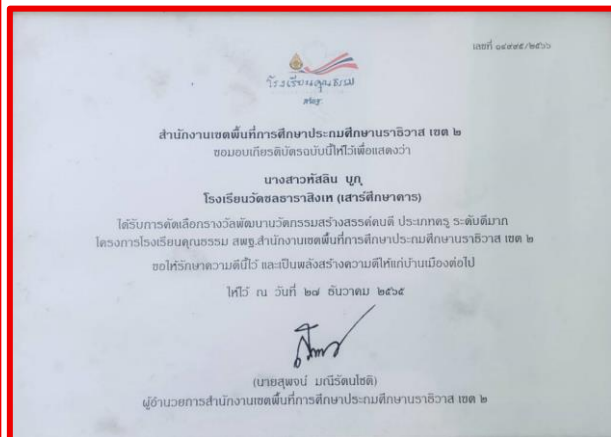 เลขที่ ๐๔๙๙๕/๒๕๖๖
โรงเรียนคุณธรรม
สพฐ.
สำนักงานเขตพื้นที่การศึกษาประถมศึกษานราธิวาส เขต ๒
ขอมอบเกียรติบัตรฉบับนี้ให้ไว้เพื่อแสดงว่า
นางสาวทัสลิน บูกุ
โรงเรียนวัดชลธาราสิงเห (เสาร์ศึกษาคาร)
ได้รับการคัดเลือกรางวัลพัฒนานวัตกรรมสร้างสรรค์คนดี ประเภทครู ระดับดีมาก
โครงการโรงเรียนคุณธรรม สพฐ.สำนักงานเขตพื้นที่การศึกษาประถมศึกษานราธิวาส เขต ๒
ขอให้รักษาความดีนี้ไว้ และเป็นพลังสร้างความดีให้แก่บ้านเมืองต่อไป
ให้ไว้ ณ วันที่ ๒๗ ธันวาคม ๒๕๖๕
(นายสุพจน์ มณีรัตนโชติ)
ผู้อำนวยการสำนักงานเขตพื้นที่การศึกษาประถมศึกษานราธิวาส เขต ๒